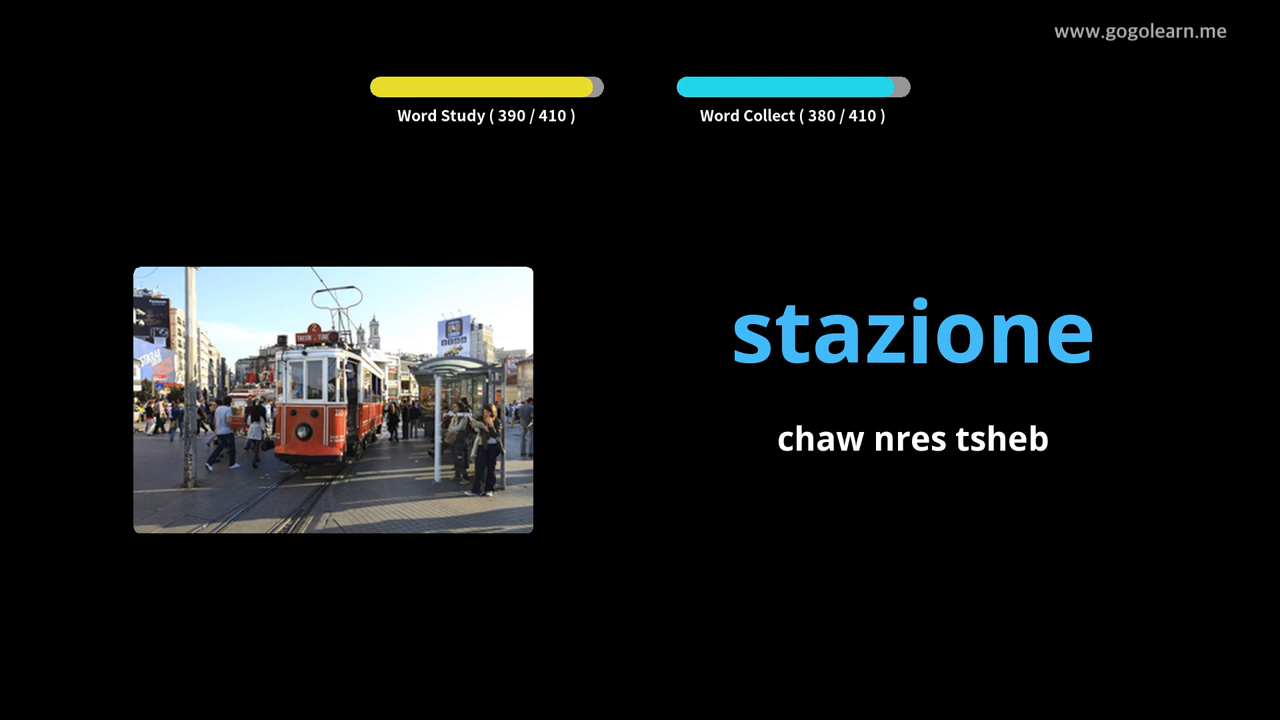 www.gogolearn.me
Word Study ( 390 / 410 )
Word Collect ( 380 / 410 )
stazione
chaw nres tsheb